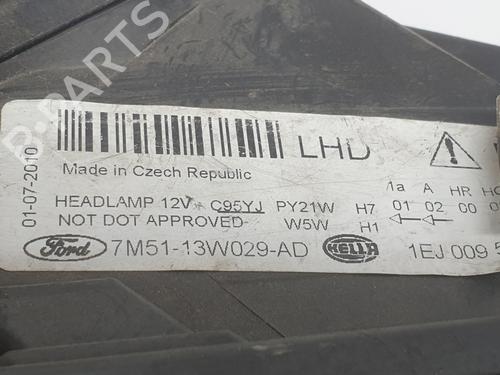 B-PARTS
LHD
01-07-2010
Made in Czech Republic
1a A HR
HEADLAMP 12V C95YJ PY21W H7 01 02 00
NOT DOT APPROVED W5W H1
Ford 7M51-13W029-AD HELLA 1EJ 009